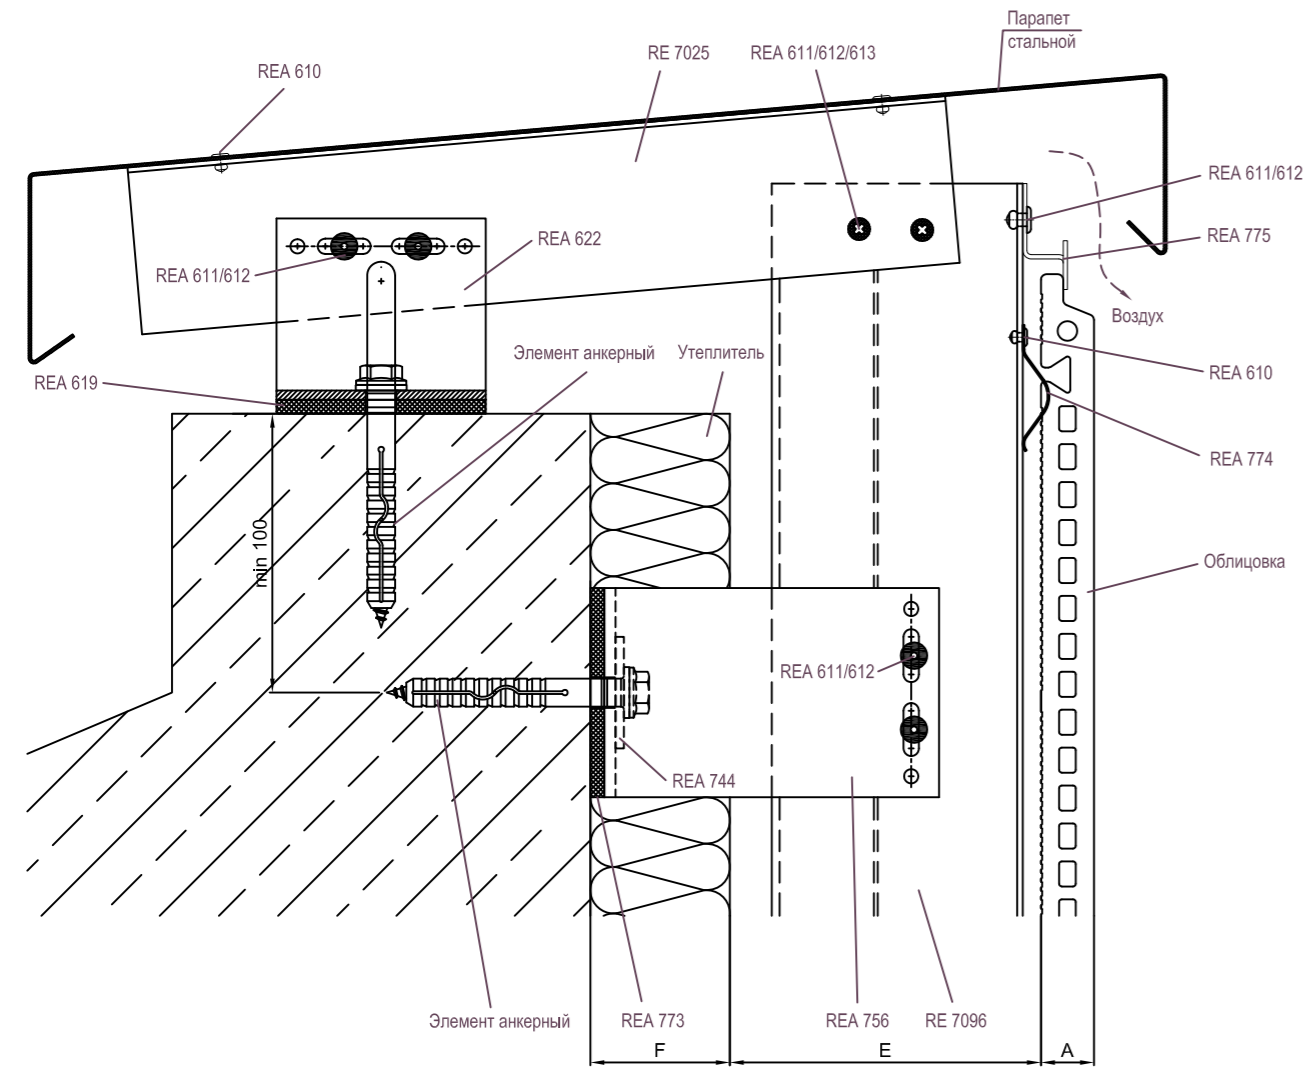 Парапет
стальной
REA 610
RE 7025
REA 611/612/613
REA 611/612
REA 775
REA 622
REA 611/612
Воздух
Элемент анкерный
Утеплитель
REA 619
REA 610
REA 774
min 100
Облицовка
REA 611/612
REA 744
Элемент анкерный
REA 773
REA 756
RE 7096
F
E
A